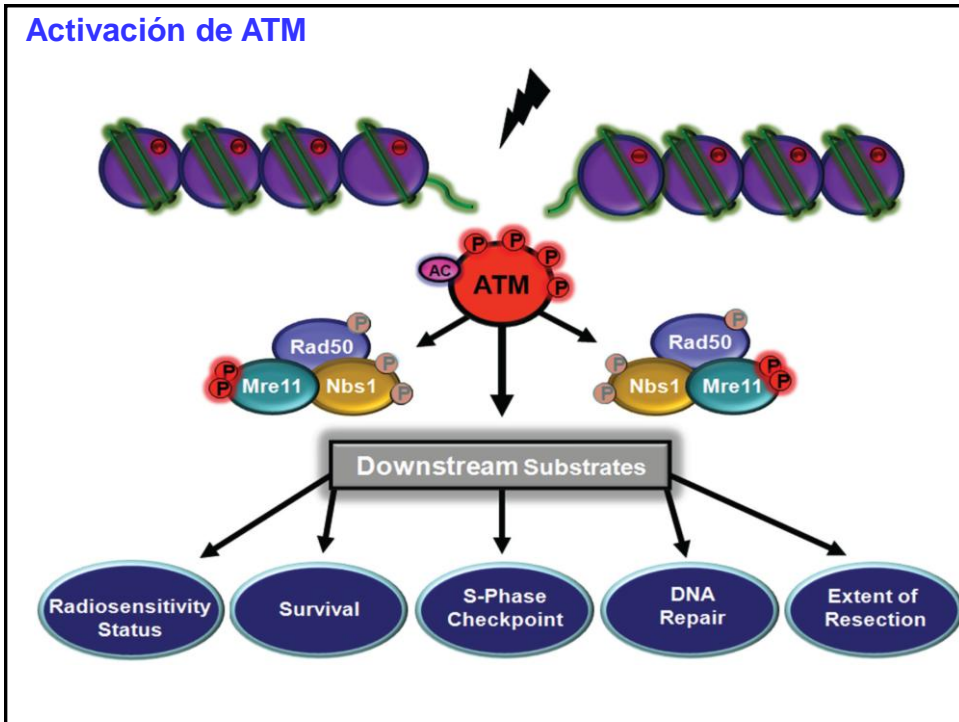 Activación de ATM
P P P P
AC
ATM
P
Rad50
P
P
P
Mre11
Nbs1
P
P
Rad50
P
P
Nbs1
Mre11
P
P
Downstream Substrates
Radiosensitivity
Status
Survival
S-Phase
Checkpoint
DNA
Repair
Extent of
Resection